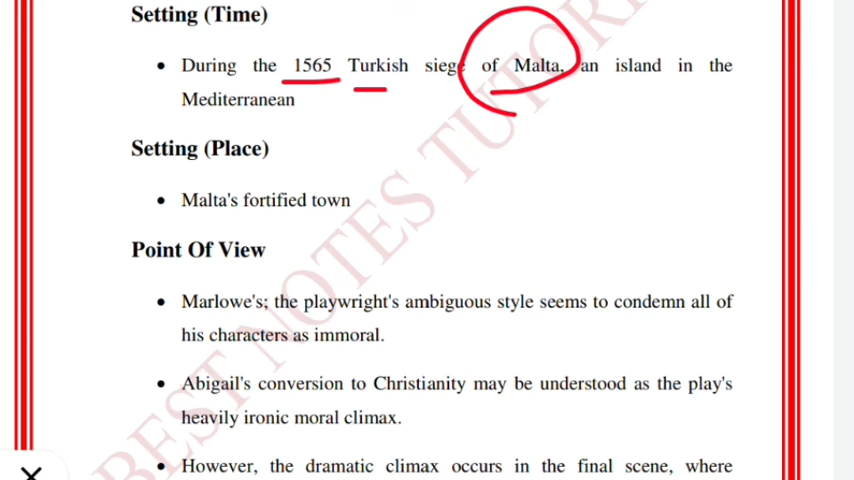 Setting (Time)
• During the 1565 Turkish siege of Malta, an island in the
Mediterranean
Setting (Place)
• Malta's fortified town
Point Of View
• Marlowe's; the playwright's ambiguous style seems to condemn all of
his characters as immoral.
• Abigail's conversion to Christianity may be understood as the play's
heavily ironic moral climax.
• However, the dramatic climax occurs in the final scene, where
BEST NOTES TUTORI